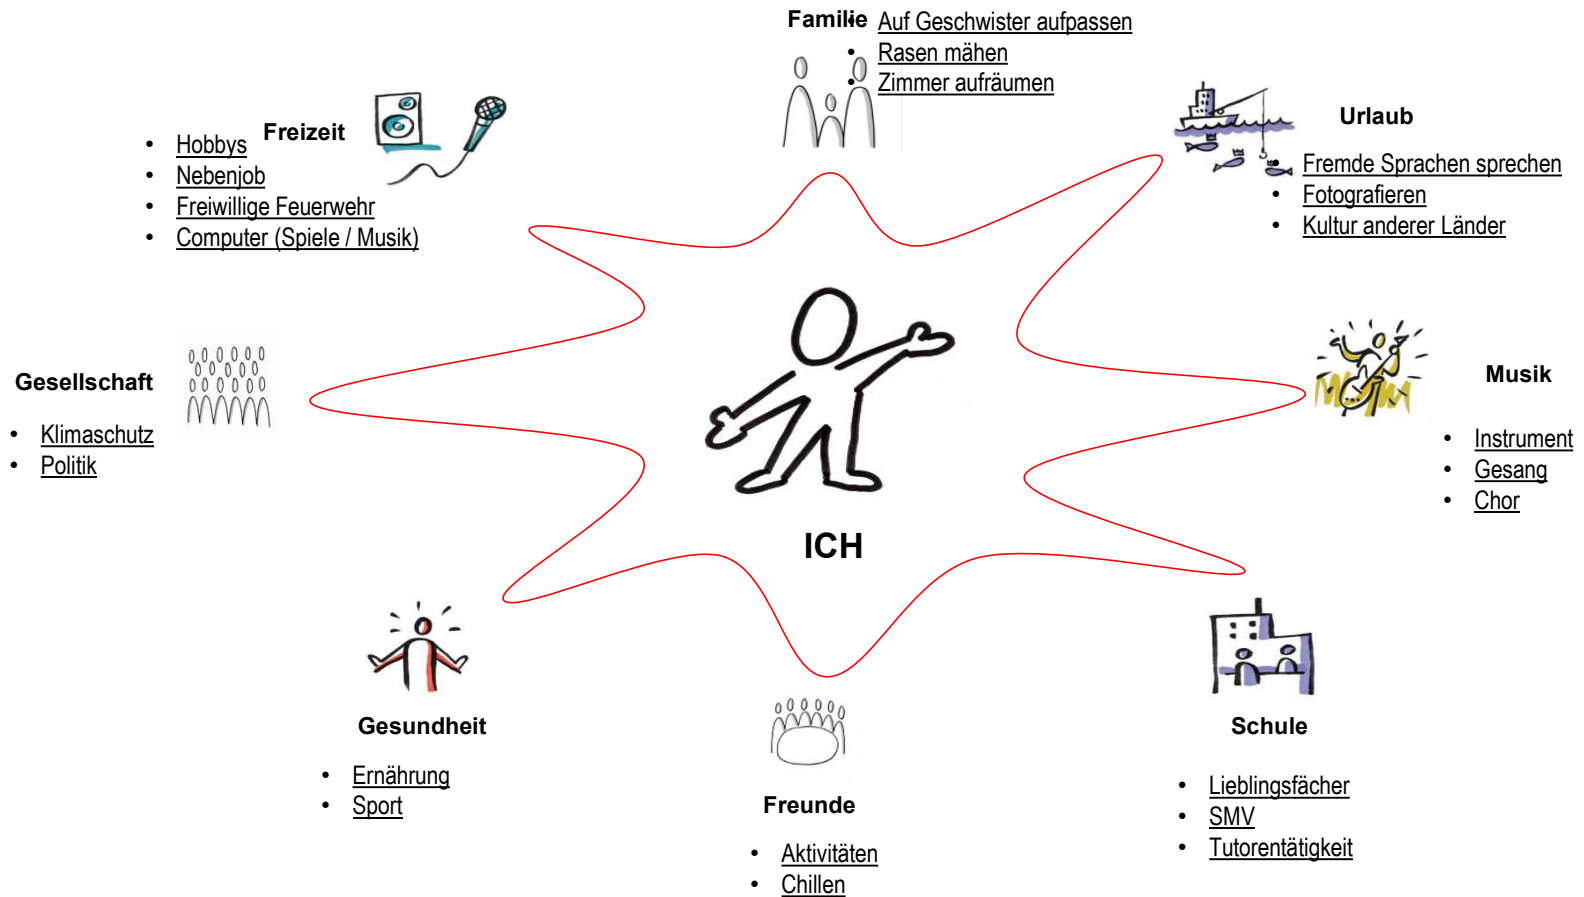 Familie
• Auf Geschwister aufpassen
• Rasen mähen
• Zimmer aufräumen
Freizeit
• Hobbys
• Nebenjob
• Freiwillige Feuerwehr
• Computer (Spiele / Musik)
Urlaub
• Fremde Sprachen sprechen
• Fotografieren
• Kultur anderer Länder
Gesellschaft
• Klimaschutz
• Politik
Musik
• Instrument
• Gesang
• Chor
ICH
Gesundheit
• Ernährung
• Sport
Freunde
• Aktivitäten
• Chillen
Schule
• Lieblingsfächer
• SMV
• Tutorentätigkeit